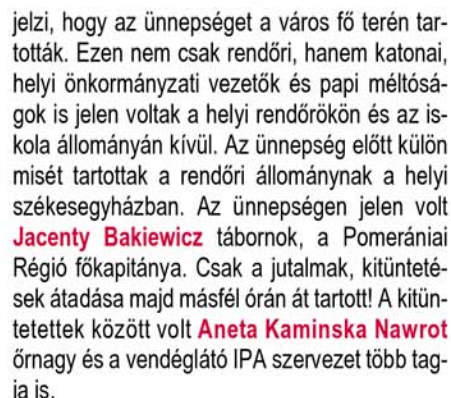 jelzi, hogy az ünnepséget a város fő terén tar-
tották. Ezen nem csak rendőri, hanem katonai,
helyi önkormányzati vezetők és papi méltósá-
gok is jelen voltak a helyi rendőrökön és az is-
kola állományán kívül. Az ünnepség előtt külön
misét tartottak a rendőri állománynak a helyi
székesegyházban. Az ünnepségen jelen volt
Jacenty Bakiewicz tábornok, a Pomerániai
Régió főkapitánya. Csak a jutalmak, kitünteté-
sek átadása majd másfél órán át tartott! A kitün-
tetettek között volt Aneta Kaminska Nawrot
őrnagy és a vendéglátó IPA szervezet több tag-
ja is.